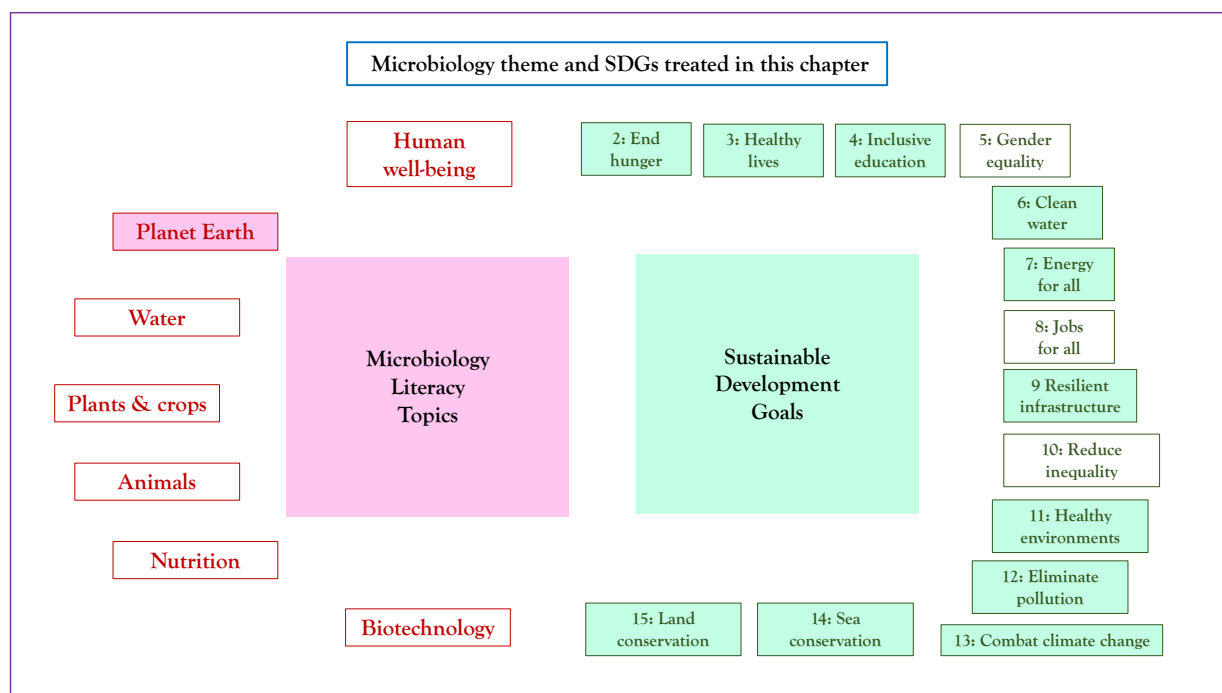 Microbiology theme and SDGs treated in this chapter
Human
well-being
2: End
hunger
3: Healthy
lives
4: Inclusive
education
5: Gender
equality
6: Clean
water
Planet Earth
7: Energy
for all
Water
8: Jobs
for all
Microbiology
Literacy
Topics
Sustainable
Development
Goals
9 Resilient
infrastructure
Plants & crops
10: Reduce
inequality
Animals
11: Healthy
environments
Nutrition
12: Eliminate
pollution
Biotechnology
15: Land
conservation
14: Sea
conservation
13: Combat climate change